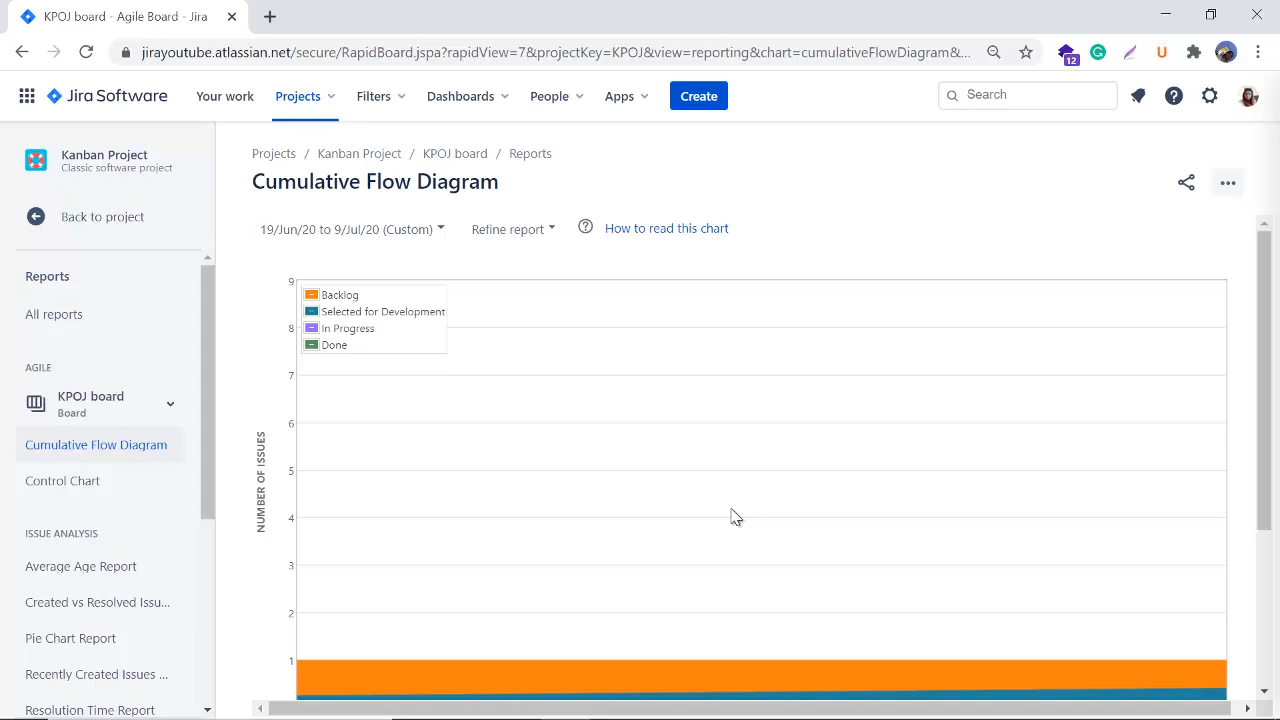 KPOJ board - Agile Board - Jira
jirayoutube.atlassian.net/secure/RapidBoard.jspa?rapidView=7&projectKey=KPOJ&view=reporting&chart=cumulativeFlowDiagram&...
12
Jira Software
Your work
Projects
Filters
Dashboards
People
Apps
Create
Search
Kanban Project
Classic software project
Back to project
Reports
All reports
AGILE
KPOJ board
Board
Cumulative Flow Diagram
Control Chart
ISSUE ANALYSIS
Average Age Report
Created vs Resolved Issu...
Pie Chart Report
Recently Created Issues ...
Resolution Time Report
Projects / Kanban Project / KPOJ board / Reports
Cumulative Flow Diagram
19/Jun/20 to 9/Jul/20 (Custom)
Refine report
How to read this chart
NUMBER OF ISSUES
9
8
7
6
5
4
3
2
1
Backlog
Selected for Development
In Progress
Done